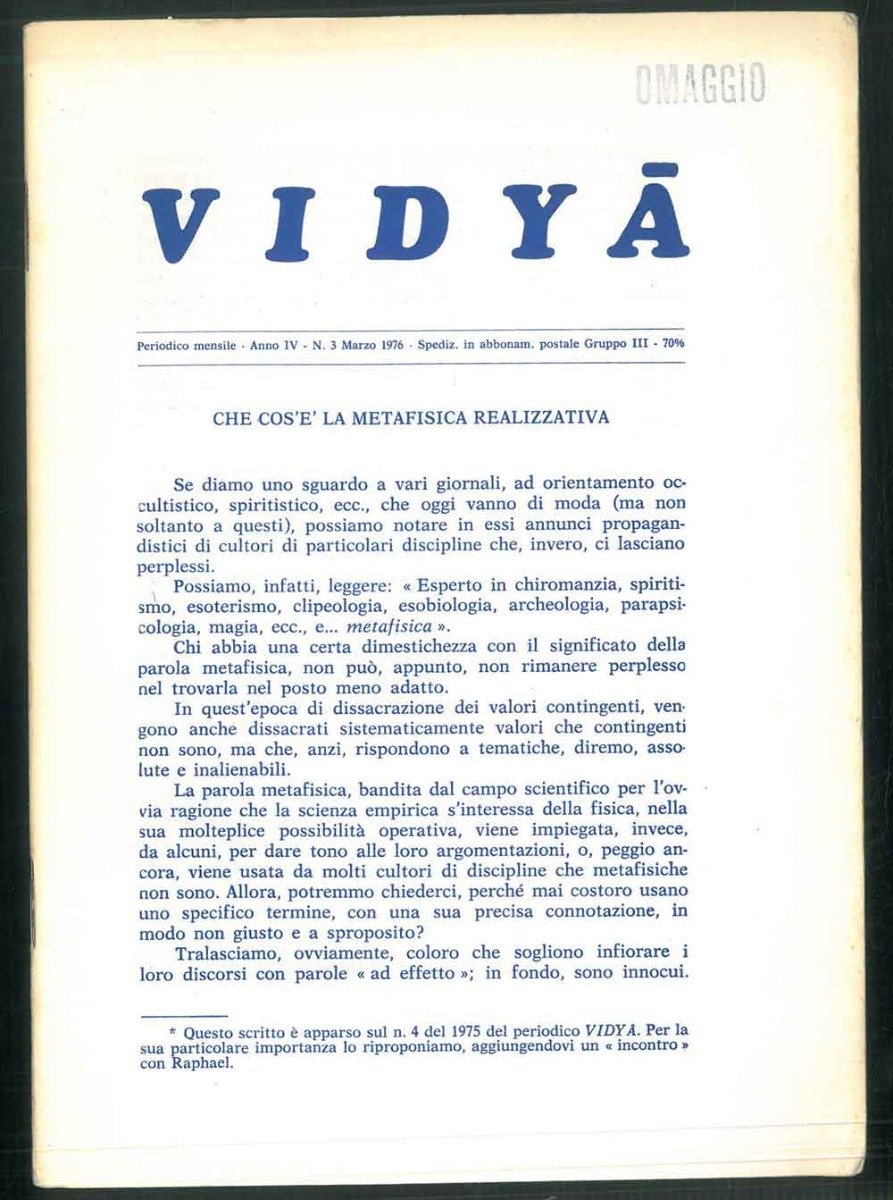 OMAGGIO
VIDYĀ
Periodico mensile - Anno IV - N. 3 Marzo 1976 - Spediz. in abbonam. postale Gruppo III - 70%
CHE COS'E' LA METAFISICA REALIZZATIVA
Se diamo uno sguardo a vari giornali, ad orientamento oc-
cultistico, spiritistico, ecc., che oggi vanno di moda (ma non
soltanto a questi), possiamo notare in essi annunci propagan-
distici di cultori di particolari discipline che, invero, ci lasciano
perplessi.
Possiamo, infatti, leggere: « Esperto in chiromanzia, spiriti-
smo, esoterismo, clipeologia, esobiologia, archeologia, parapsi-
cologia, magia, ecc., e... metafisica ».
Chi abbia una certa dimestichezza con il significato della
parola metafisica, non può, appunto, non rimanere perplesso
nel trovarla nel posto meno adatto.
In quest'epoca di dissacrazione dei valori contingenti, ven-
gono anche dissacrati sistematicamente valori che contingenti
non sono, ma che, anzi, rispondono a tematiche, diremo, asso-
lute e inalienabili.
La parola metafisica, bandita dal campo scientifico per l'ov-
via ragione che la scienza empirica s'interessa della fisica, nella
sua molteplice possibilità operativa, viene impiegata, invece,
da alcuni, per dare tono alle loro argomentazioni, o, peggio an-
cora, viene usata da molti cultori di discipline che metafisiche
non sono. Allora, potremmo chiederci, perché mai costoro usano
uno specifico termine, con una sua precisa connotazione, in
modo non giusto e a sproposito?
Tralasciamo, ovviamente, coloro che sogliono infiorare i
loro discorsi con parole « ad effetto »; in fondo, sono innocui.
* Questo scritto è apparso sul n. 4 del 1975 del periodico VIDYA. Per la
sua particolare importanza lo riproponiamo, aggiungendovi un « incontro »
con Raphael.